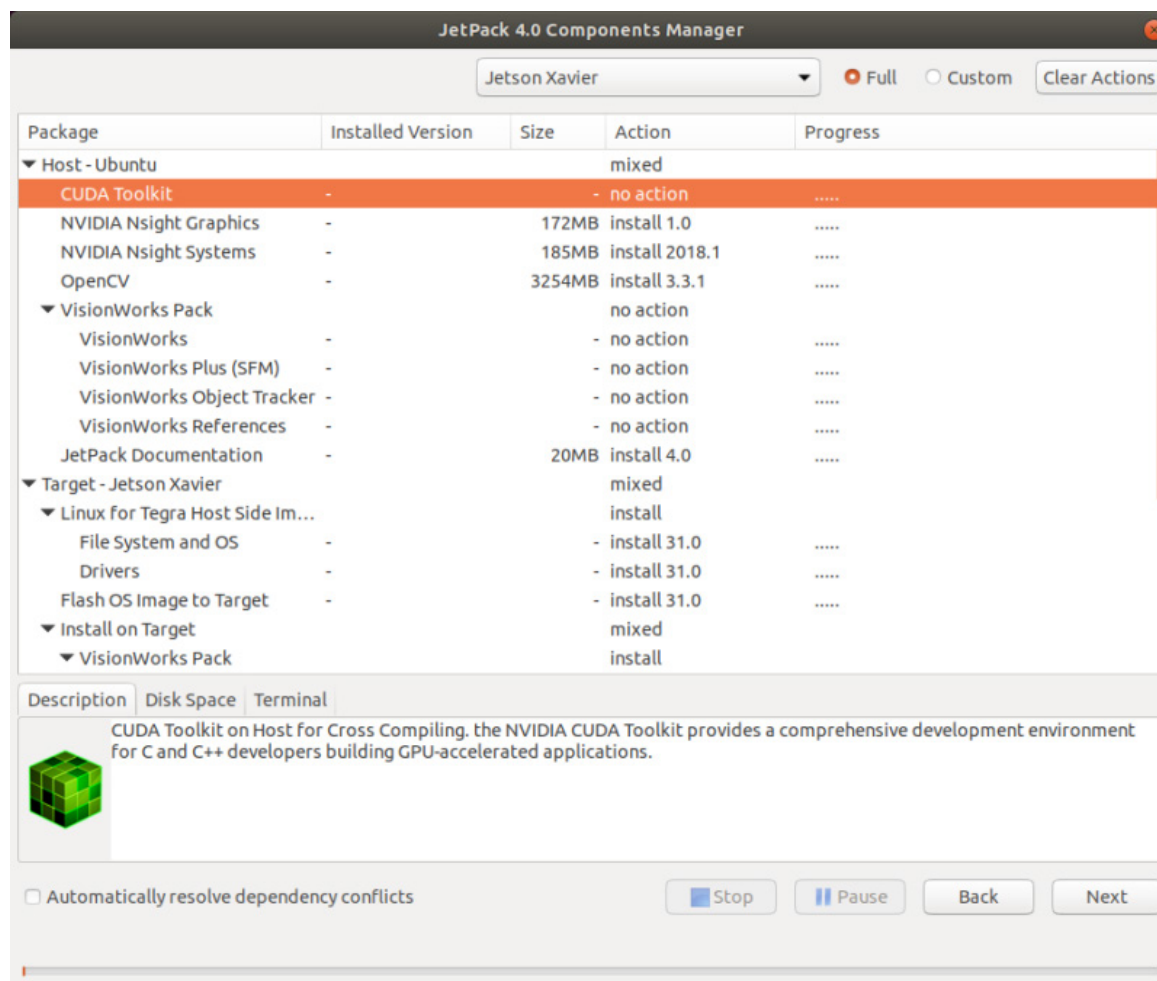 JetPack 4.0 Components Manager
Jetson Xavier Full Custom Clear Actions
Package Installed Version Size Action Progress
Host - Ubuntu mixed
CUDA Toolkit - - no action .....
NVIDIA Nsight Graphics - 172MB install 1.0 .....
NVIDIA Nsight Systems - 185MB install 2018.1 .....
OpenCV - 3254MB install 3.3.1 .....
VisionWorks Pack no action
VisionWorks - - no action .....
VisionWorks Plus (SFM) - - no action .....
VisionWorks Object Tracker - - no action .....
VisionWorks References - - no action .....
JetPack Documentation - 20MB install 4.0 .....
Target - Jetson Xavier mixed
Linux for Tegra Host Side Im... install
File System and OS - - install 31.0 .....
Drivers - - install 31.0 .....
Flash OS Image to Target - - install 31.0 .....
Install on Target mixed
VisionWorks Pack install
Description Disk Space Terminal
CUDA Toolkit on Host for Cross Compiling. the NVIDIA CUDA Toolkit provides a comprehensive development environment
for C and C++ developers building GPU-accelerated applications.
Automatically resolve dependency conflicts Stop Pause Back Next